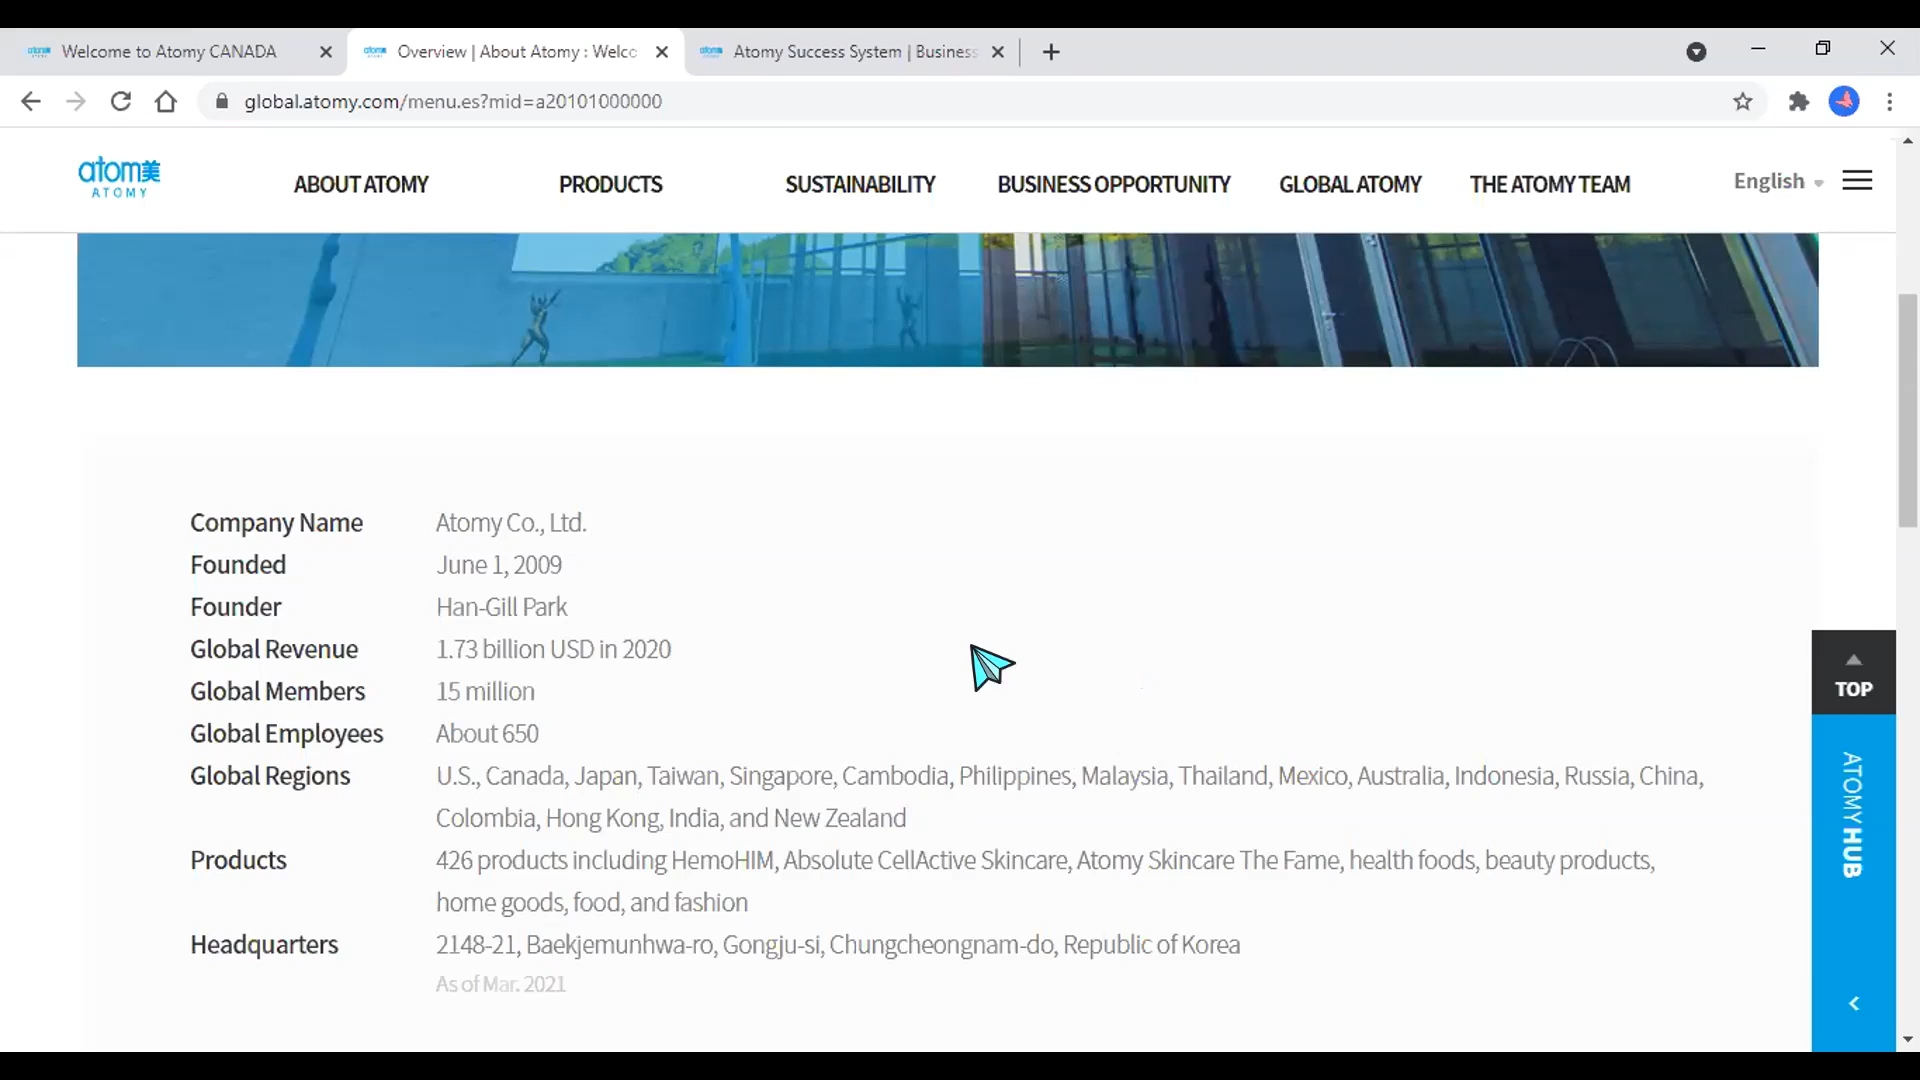 Welcome to Atomy CANADA
Overview | About Atomy : Welco
Atomy Success System | Business
global.atomy.com/menu.es?mid=a20101000000
atom美
ATOMY
ABOUT ATOMY
PRODUCTS
SUSTAINABILITY
BUSINESS OPPORTUNITY
GLOBAL ATOMY
THE ATOMY TEAM
English
Company Name Atomy Co., Ltd.
Founded June 1, 2009
Founder Han-Gill Park
Global Revenue 1.73 billion USD in 2020
Global Members 15 million
Global Employees About 650
Global Regions U.S., Canada, Japan, Taiwan, Singapore, Cambodia, Philippines, Malaysia, Thailand, Mexico, Australia, Indonesia, Russia, China,
Colombia, Hong Kong, India, and New Zealand
Products 426 products including HemoHIM, Absolute CellActive Skincare, Atomy Skincare The Fame, health foods, beauty products,
home goods, food, and fashion
Headquarters 2148-21, Baekjemunhwa-ro, Gongju-si, Chungcheongnam-do, Republic of Korea
As of Mar. 2021
TOP
ATOMY HUB